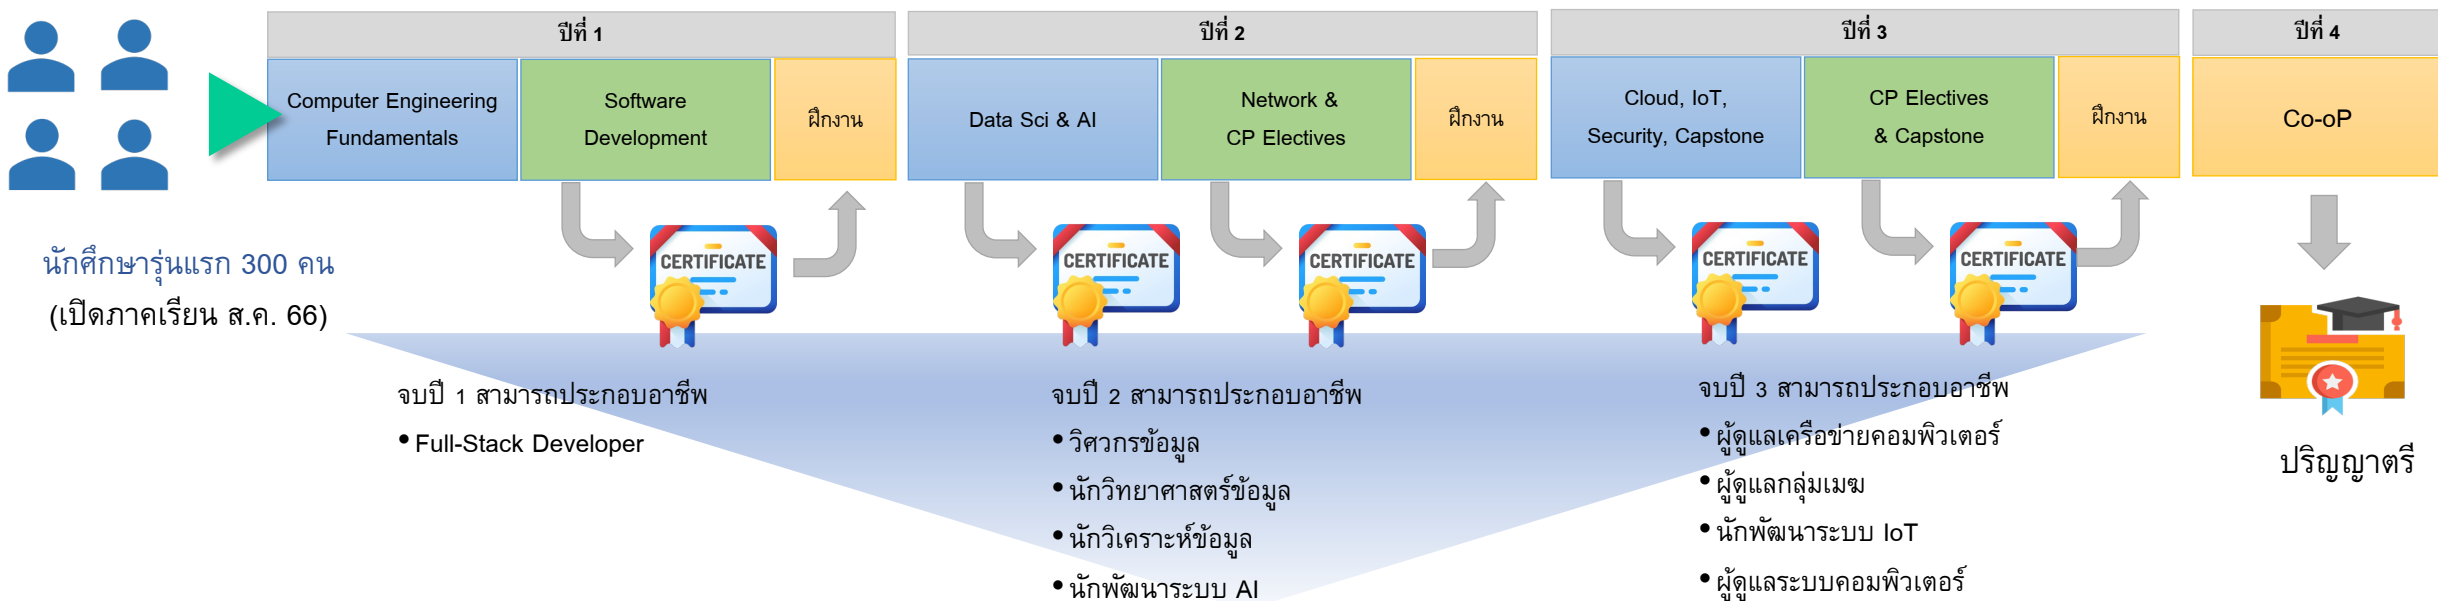 ปีที่ 1
ปีที่ 2
ปีที่ 3
ปีที่ 4
Computer Engineering
Fundamentals
Software
Development
ฝึกงาน
Data Sci & AI
Network &
CP Electives
ฝึกงาน
Cloud, IoT,
Security, Capstone
CP Electives
& Capstone
ฝึกงาน
Co-oP
นักศึกษารุ่นแรก 300 คน
(เปิดภาคเรียน ส.ค. 66)
CERTIFICATE
CERTIFICATE
CERTIFICATE
CERTIFICATE
CERTIFICATE
จบปี 1 สามารถประกอบอาชีพ
• Full-Stack Developer
จบปี 2 สามารถประกอบอาชีพ
• วิศวกรข้อมูล
• นักวิทยาศาสตร์ข้อมูล
• นักวิเคราะห์ข้อมูล
• นักพัฒนาระบบ AI
จบปี 3 สามารถประกอบอาชีพ
• ผู้ดูแลเครือข่ายคอมพิวเตอร์
• ผู้ดูแลกลุ่มเมฆ
• นักพัฒนาระบบ IoT
• ผู้ดูแลระบบคอมพิวเตอร์
ปริญญาตรี